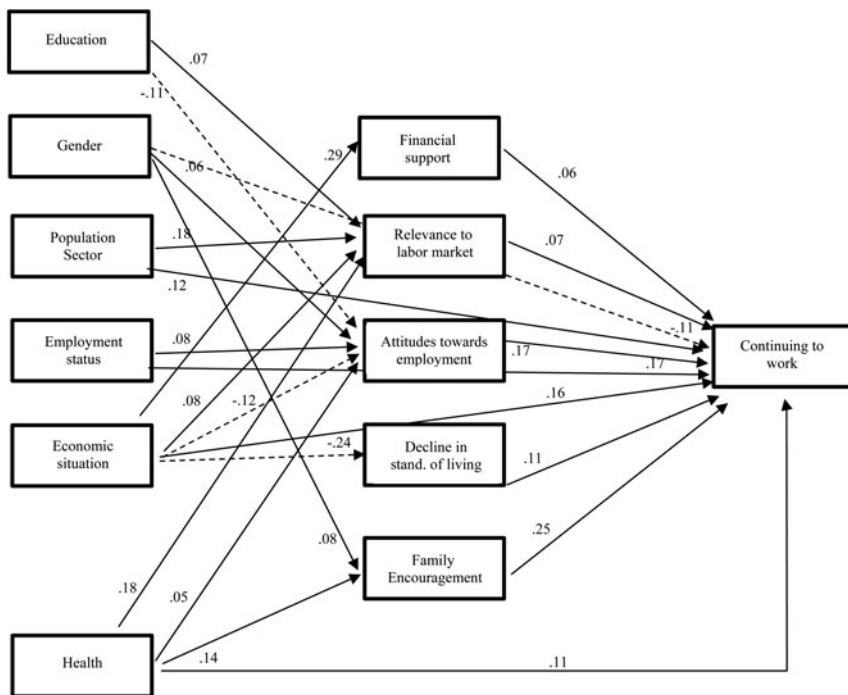 Education
.07
-.11
Gender
.06
.29
Financial
support
.06
Population
Sector
.18
Relevance to
labor market
.07
.12
-.11
Employment
status
.08
Attitudes towards
employment
.17
.17
Continuing to
work
.08
-.12
.16
Economic
situation
-.24
Decline in
stand. of living
.11
.08
Family
Encouragement
.25
.18
.05
Health
.14
.11